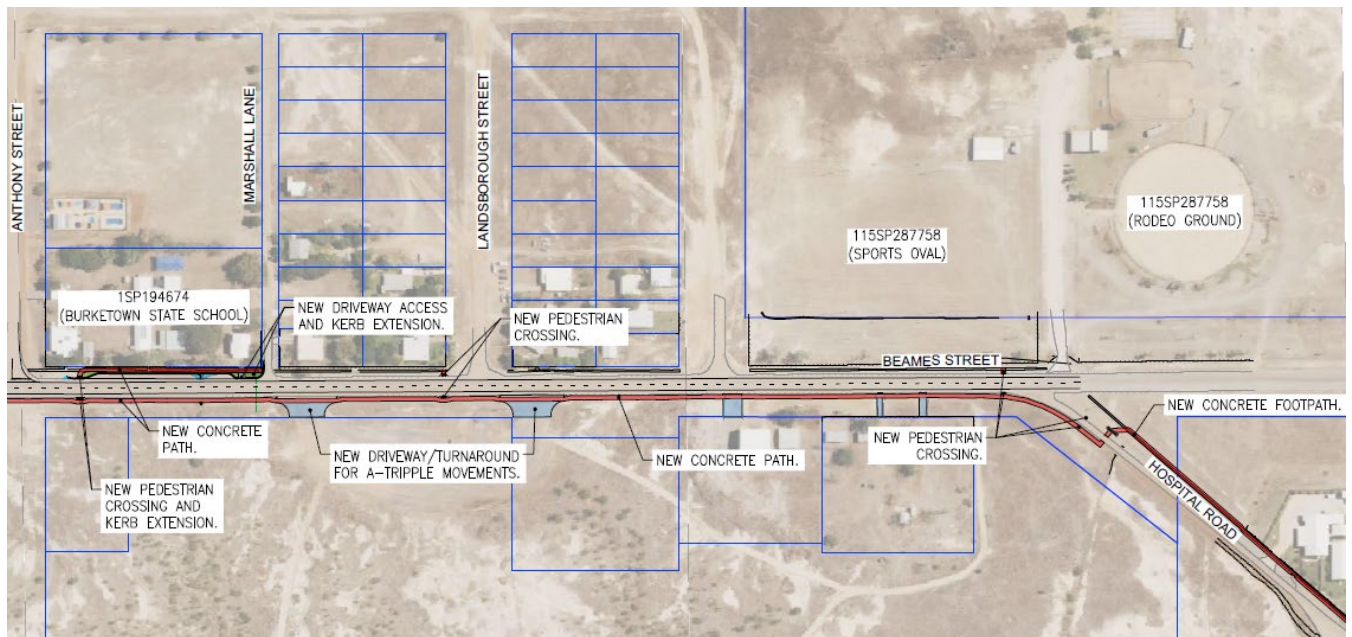 ANTHONY STREET
MARSHALL LANE
LANDSBOROUGH STREET
115SP287758
(RODEO GROUND)
115SP287758
(SPORTS OVAL)
1SP194674
(BURKETOWN STATE SCHOOL)
NEW DRIVEWAY ACCESS
AND KERB EXTENSION.
NEW PEDESTRIAN
CROSSING.
BEAMES STREET
NEW CONCRETE
PATH.
NEW DRIVEWAY/TURNAROUND
FOR A-TRIPPLE MOVEMENTS.
NEW CONCRETE PATH.
NEW PEDESTRIAN
CROSSING.
NEW CONCRETE FOOTPATH.
NEW PEDESTRIAN
CROSSING AND
KERB EXTENSION.
HOSPITAL ROAD